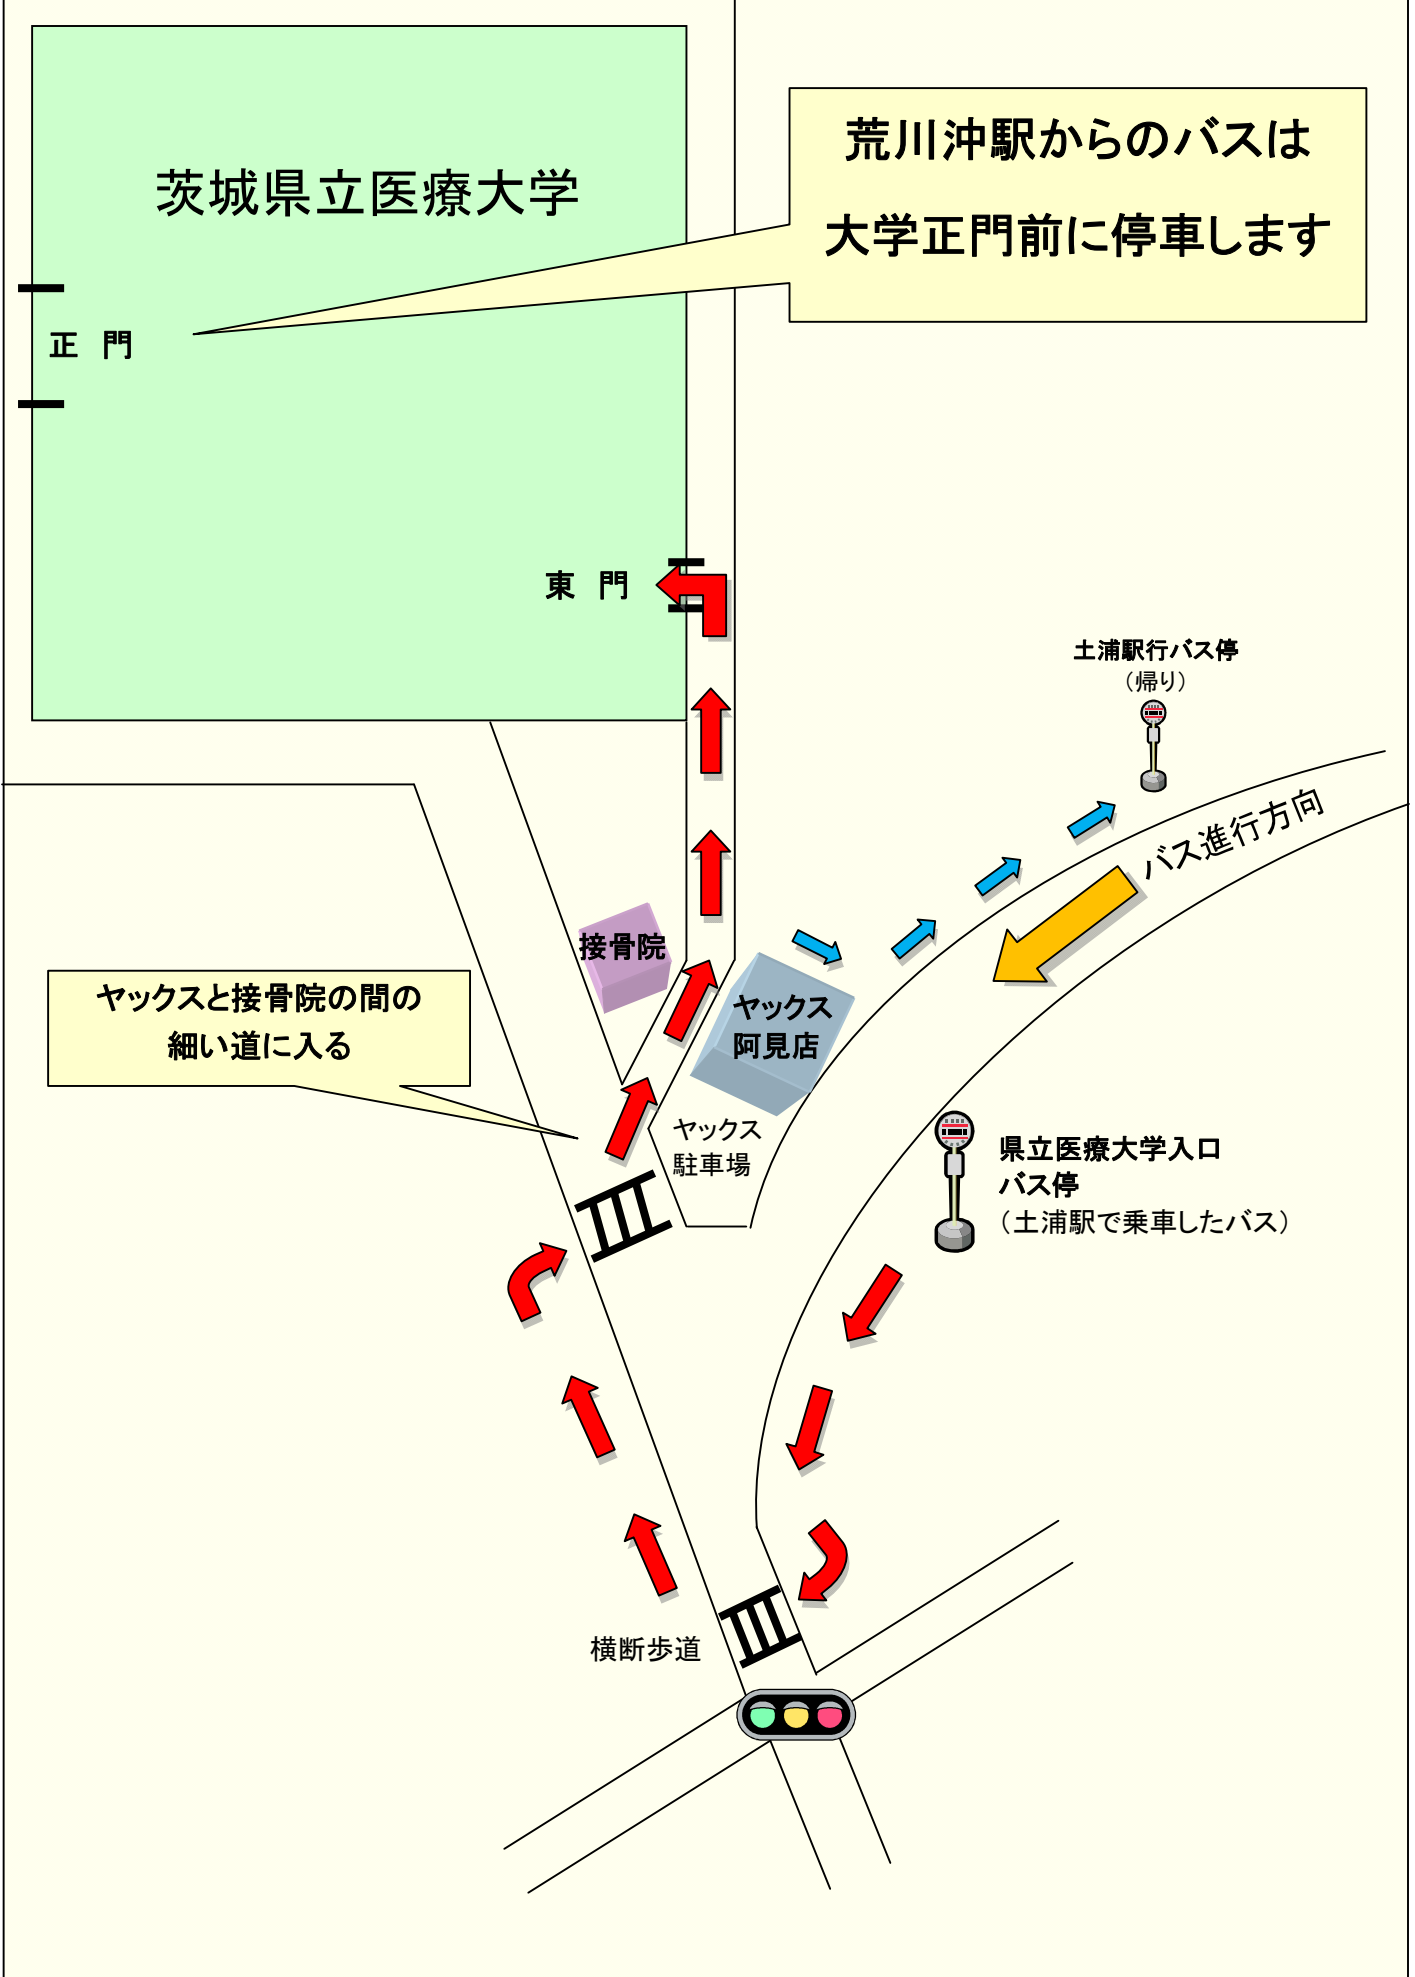 荒川沖駅からのバスは
大学正門前に停車します
茨城県立医療大学
正　門
東　門
土浦駅行バス停
（帰り）
バス進行方向
接骨院
ヤックスと接骨院の間の
細い道に入る
ヤックス
阿見店
ヤックス
駐車場
県立医療大学入口
バス停
（土浦駅で乗車したバス）
横断歩道